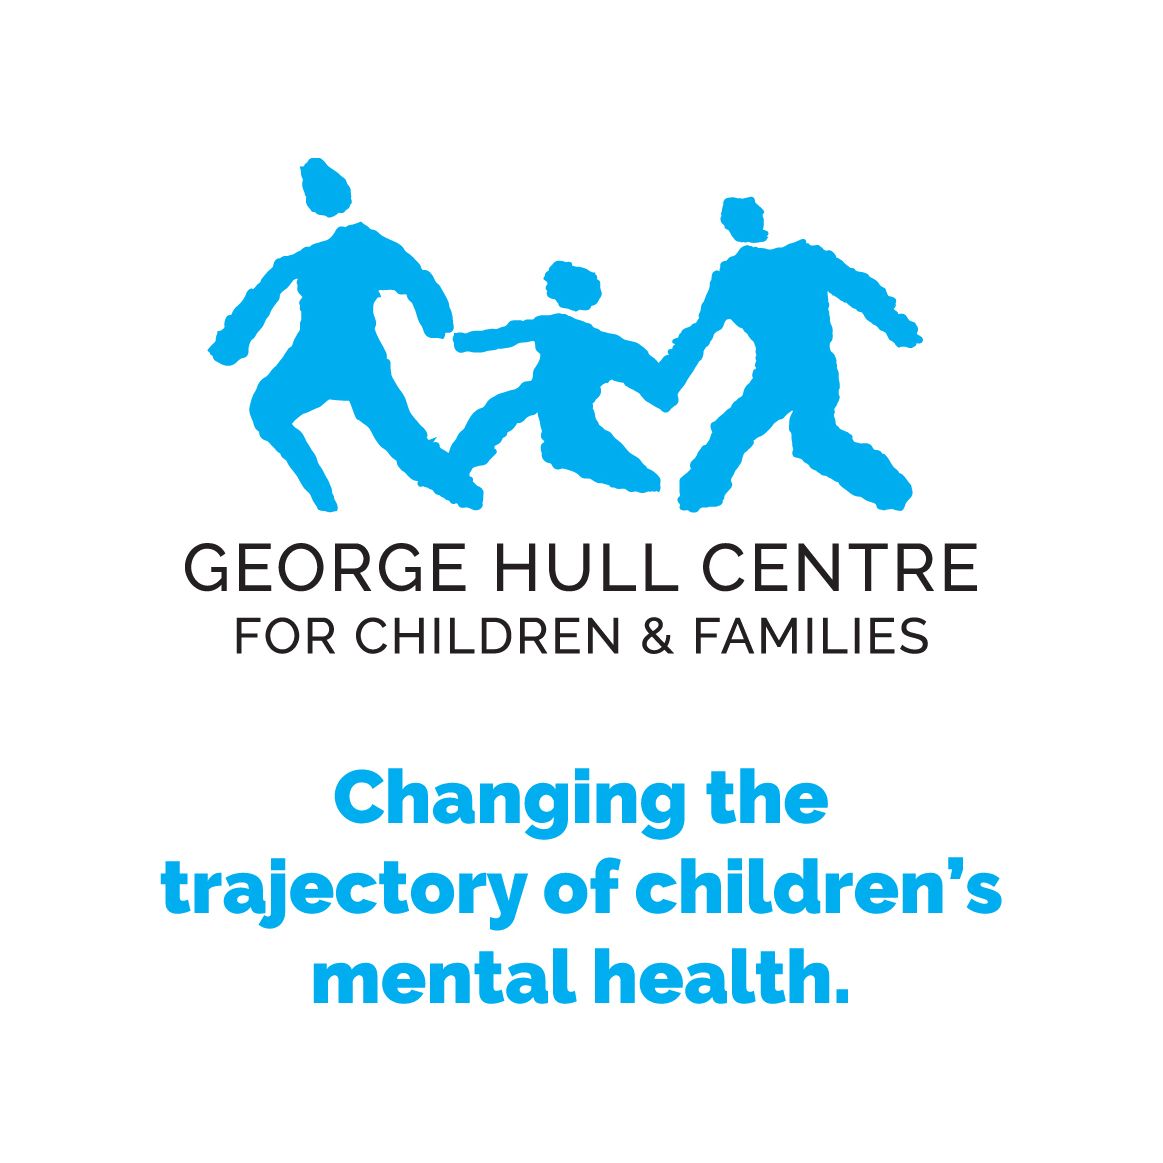 GEORGE HULL CENTRE
FOR CHILDREN & FAMILIES
Changing the
trajectory of children’s
mental health.